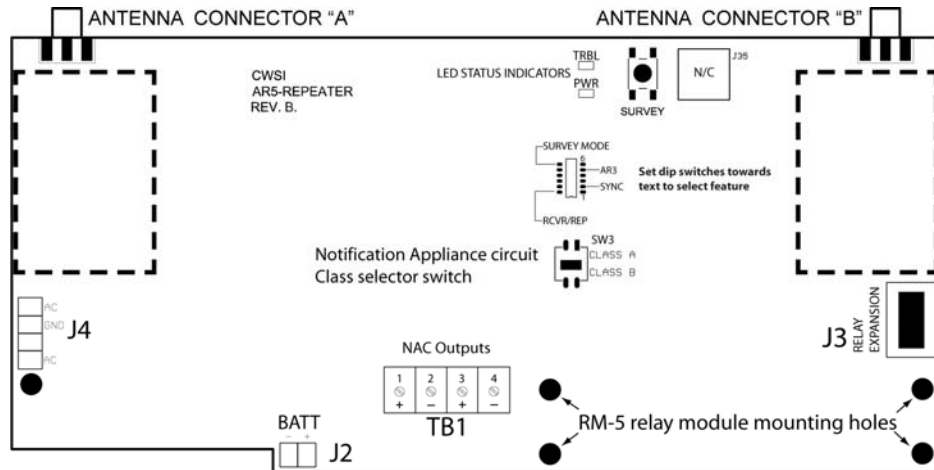 ANTENNA CONNECTOR "A"
ANTENNA CONNECTOR "B"
CWSI
AR5-REPEATER
REV. B.
LED STATUS INDICATORS
TRBL
PWR
SURVEY
N/C
J35
SURVEY MODE
6
AR3
SYNC
1
RCVR/REP
Set dip switches towards
text to select feature
Notification Appliance circuit
Class selector switch
SW3
CLASS A
CLASS B
AC
GND
AC
J4
J3
RELAY
EXPANSION
NAC Outputs
1 2 3 4
+ − + −
TB1
BATT
− +
J2
RM-5 relay module mounting holes